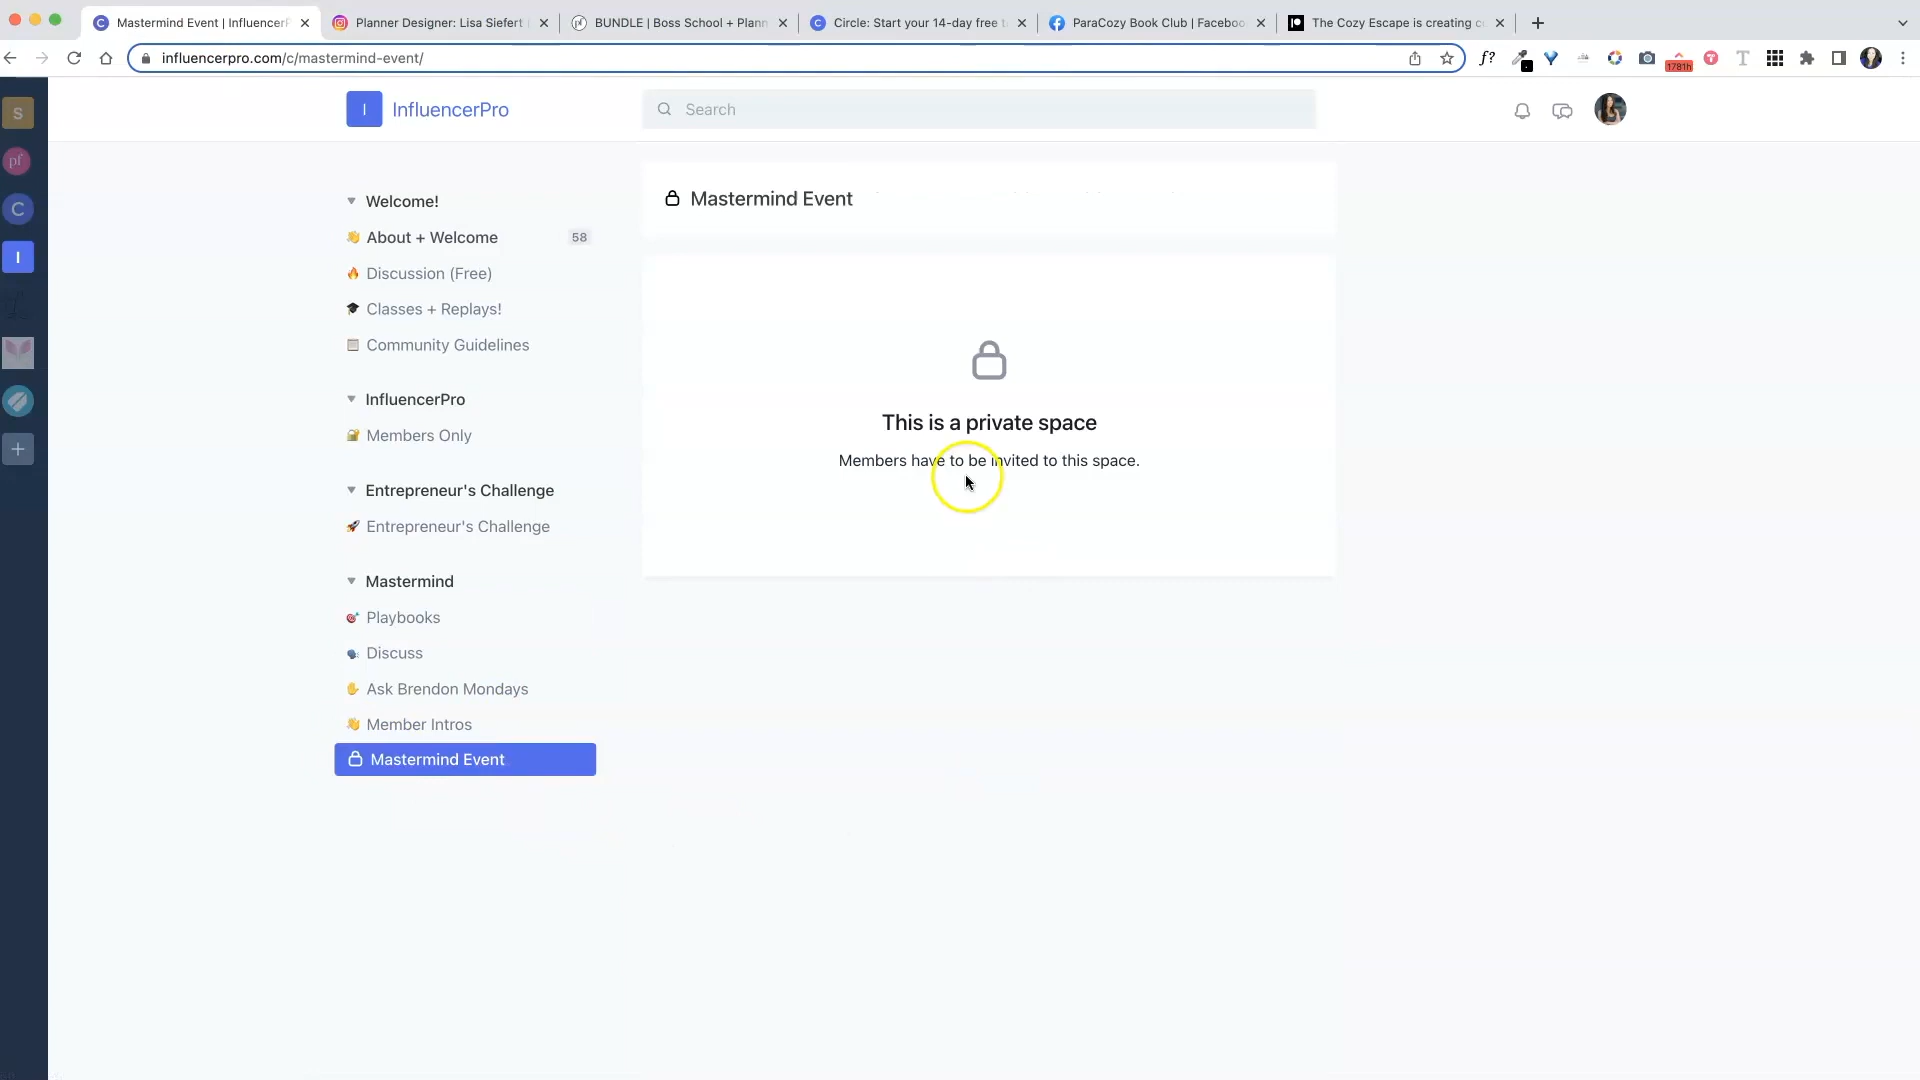 Mastermind Event | InfluencerP
Planner Designer: Lisa Siefert
BUNDLE | Boss School + Plann
Circle: Start your 14-day free t
ParaCozy Book Club | Faceboo
The Cozy Escape is creating c
influencerpro.com/c/mastermind-event/
f?
1781h
T
S
pf
C
I
I
InfluencerPro
Search
Welcome!
About + Welcome
58
Discussion (Free)
Classes + Replays!
Community Guidelines
InfluencerPro
Members Only
Entrepreneur's Challenge
Entrepreneur's Challenge
Mastermind
Playbooks
Discuss
Ask Brendon Mondays
Member Intros
Mastermind Event
Mastermind Event
This is a private space
Members have to be invited to this space.